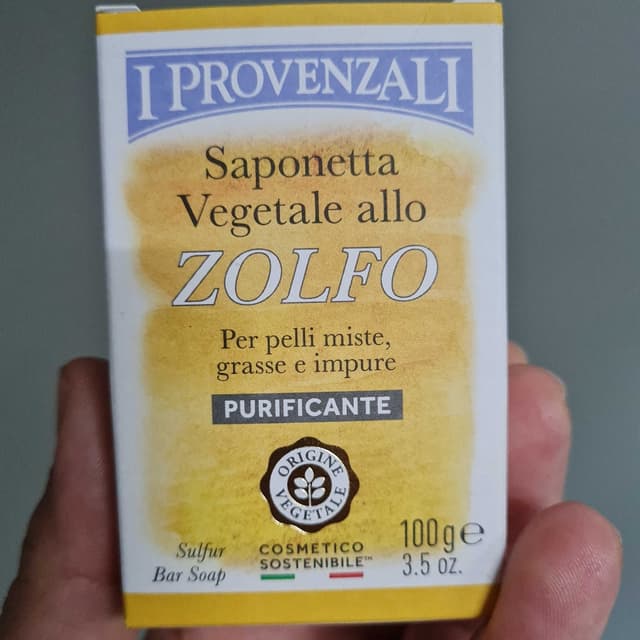 I PROVENZALI
Saponetta
Vegetale allo
ZOLFO
Per pelli miste,
grasse e impure
PURIFICANTE
ORIGINE
VEGETALE
Sulfur
Bar Soap
COSMETICO
SOSTENIBILE™
100g℮
3.5 oz.